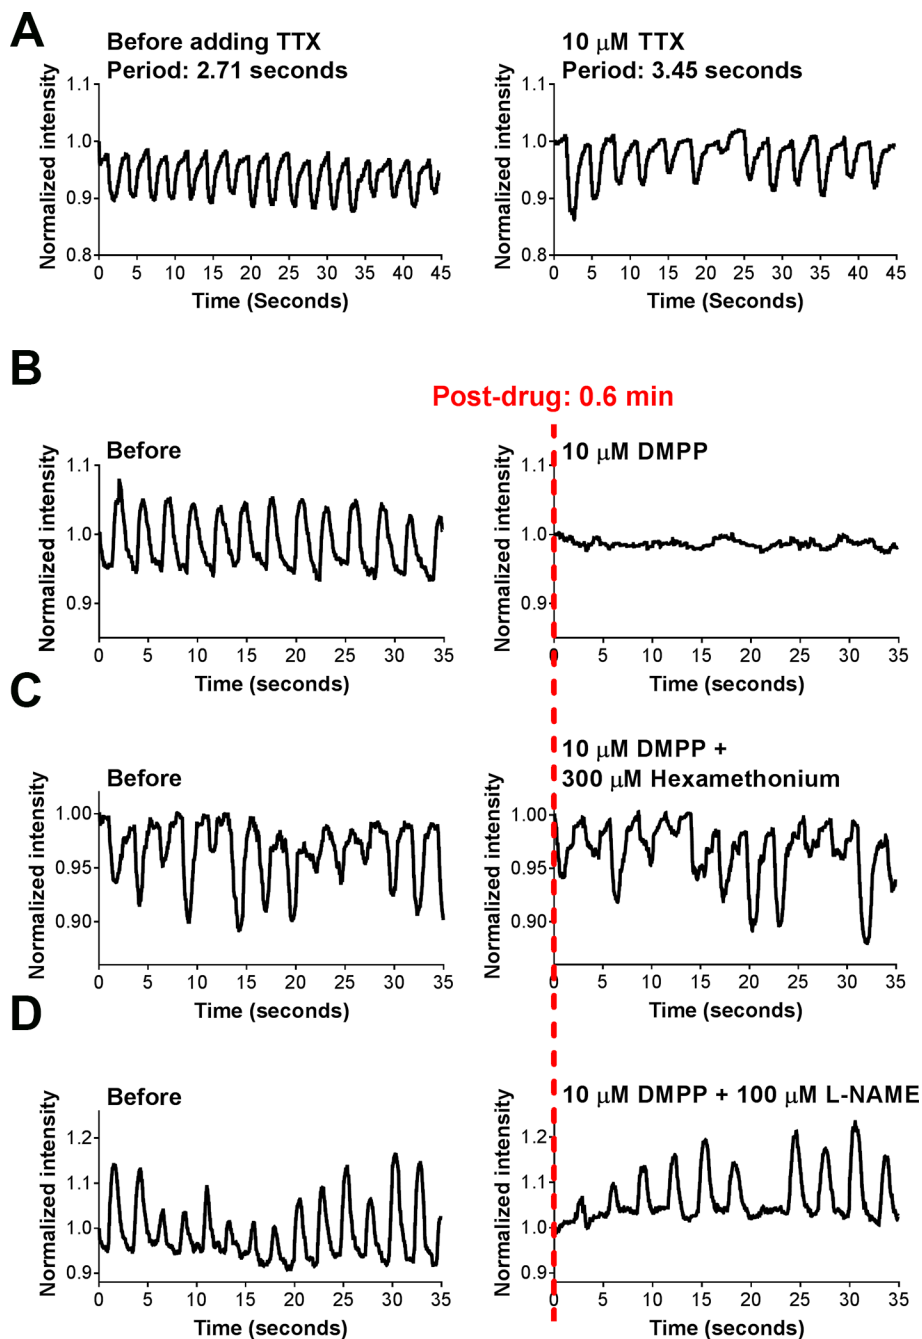 A
Before adding TTX
Period: 2.71 seconds
Normalized intensity
1.1
1.0
0.9
0.8
0 5 10 15 20 25 30 35 40 45
Time (Seconds)
10 μM TTX
Period: 3.45 seconds
Normalized intensity
1.1
1.0
0.9
0.8
0 5 10 15 20 25 30 35 40 45
Time (Seconds)
B
Post-drug: 0.6 min
Before
Normalized intensity
1.1
1.0
0.9
0 5 10 15 20 25 30 35
Time (seconds)
10 μM DMPP
Normalized intensity
1.1
1.0
0.9
0 5 10 15 20 25 30 35
Time (seconds)
C
Before
Normalized intensity
1.00
0.95
0.90
0 5 10 15 20 25 30 35
Time (seconds)
10 μM DMPP +
300 μM Hexamethonium
Normalized intensity
1.00
0.95
0.90
0 5 10 15 20 25 30 35
Time (seconds)
D
Before
Normalized intensity
1.2
1.1
1.0
0.9
0 5 10 15 20 25 30 35
Time (seconds)
10 μM DMPP + 100 μM L-NAME
Normalized intensity
1.2
1.1
1.0
0.9
0 5 10 15 20 25 30 35
Time (seconds)